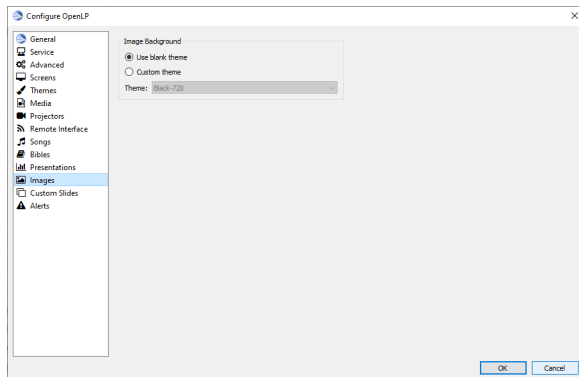 Configure OpenLP
General
Service
Advanced
Screens
Themes
Media
Projectors
Remote Interface
Songs
Bibles
Presentations
Images
Custom Slides
Alerts
Image Background
Use blank theme
Custom theme
Theme: Black-720
OK Cancel